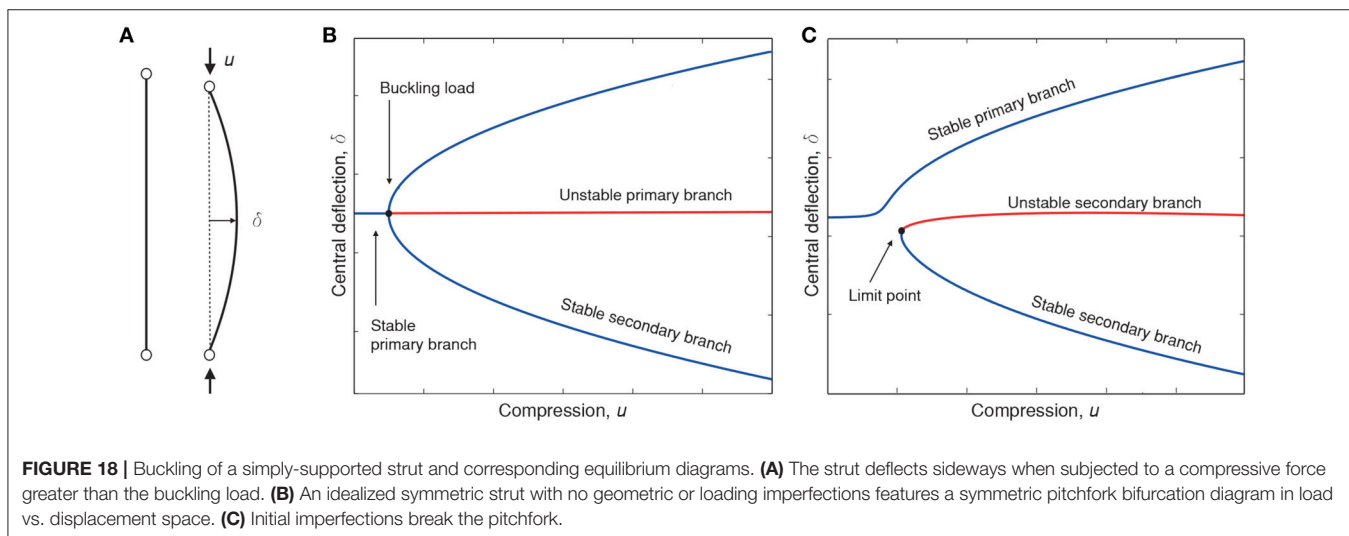 A
u
δ
B
Buckling load
Unstable primary branch
Stable
primary branch
Stable secondary branch
Central deflection, δ
Compression, u
C
Stable primary branch
Unstable secondary branch
Limit point
Stable secondary branch
Central deflection, δ
Compression, u
FIGURE 18 | Buckling of a simply-supported strut and corresponding equilibrium diagrams. (A) The strut deflects sideways when subjected to a compressive force
greater than the buckling load. (B) An idealized symmetric strut with no geometric or loading imperfections features a symmetric pitchfork bifurcation diagram in load
vs. displacement space. (C) Initial imperfections break the pitchfork.